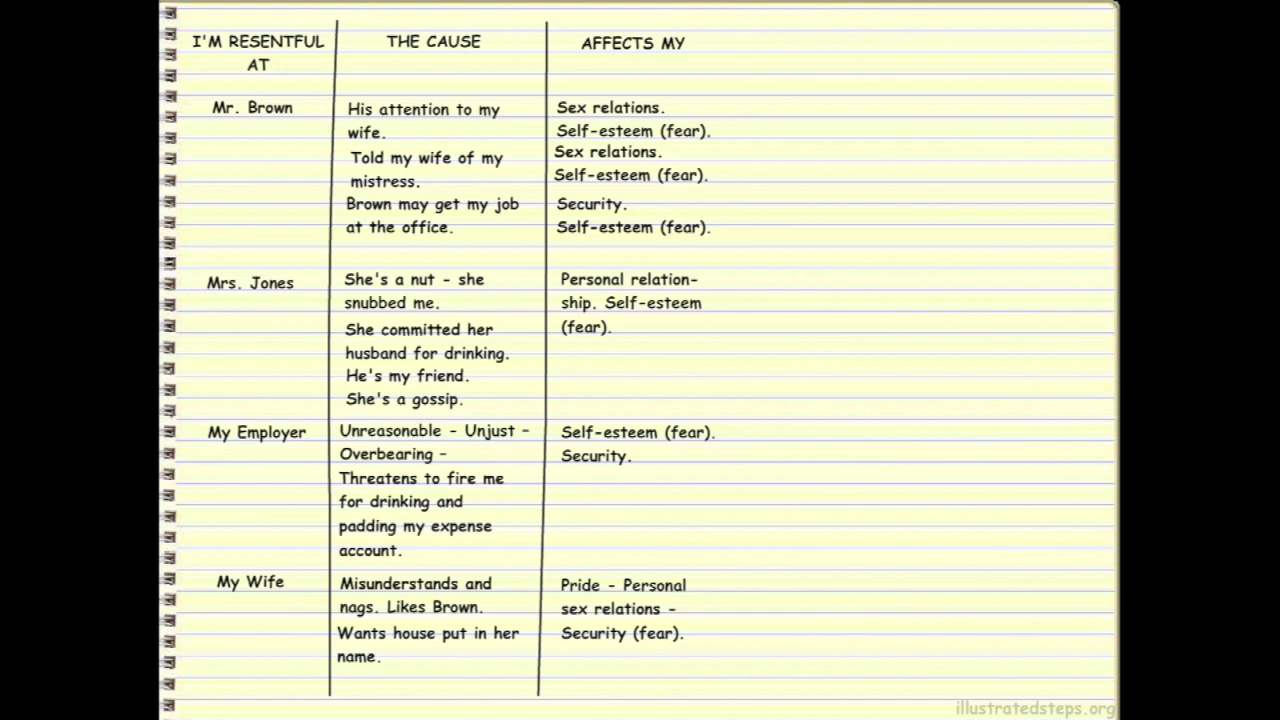 I'M RESENTFUL
AT
THE CAUSE
AFFECTS MY
Mr. Brown
His attention to my
wife.
Told my wife of my
mistress.
Brown may get my job
at the office.
Sex relations.
Self-esteem (fear).
Sex relations.
Self-esteem (fear).
Security.
Self-esteem (fear).
Mrs. Jones
She's a nut - she
snubbed me.
She committed her
husband for drinking.
He's my friend.
She's a gossip.
Personal relation-
ship. Self-esteem
(fear).
My Employer
Unreasonable - Unjust -
Overbearing -
Threatens to fire me
for drinking and
padding my expense
account.
Self-esteem (fear).
Security.
My Wife
Misunderstands and
nags. Likes Brown.
Wants house put in her
name.
Pride - Personal
sex relations -
Security (fear).
illustratedsteps.org